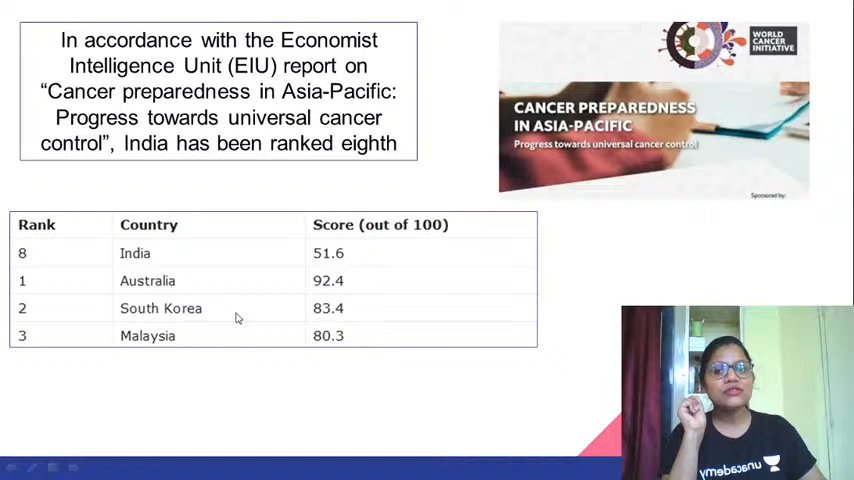 In accordance with the Economist
Intelligence Unit (EIU) report on
“Cancer preparedness in Asia-Pacific:
Progress towards universal cancer
control”, India has been ranked eighth
WORLD
CANCER
INITIATIVE
CANCER PREPAREDNESS
IN ASIA-PACIFIC
Progress towards universal cancer control
Sponsored by:
Rank Country Score (out of 100)
8 India 51.6
1 Australia 92.4
2 South Korea 83.4
3 Malaysia 80.3
unacademy